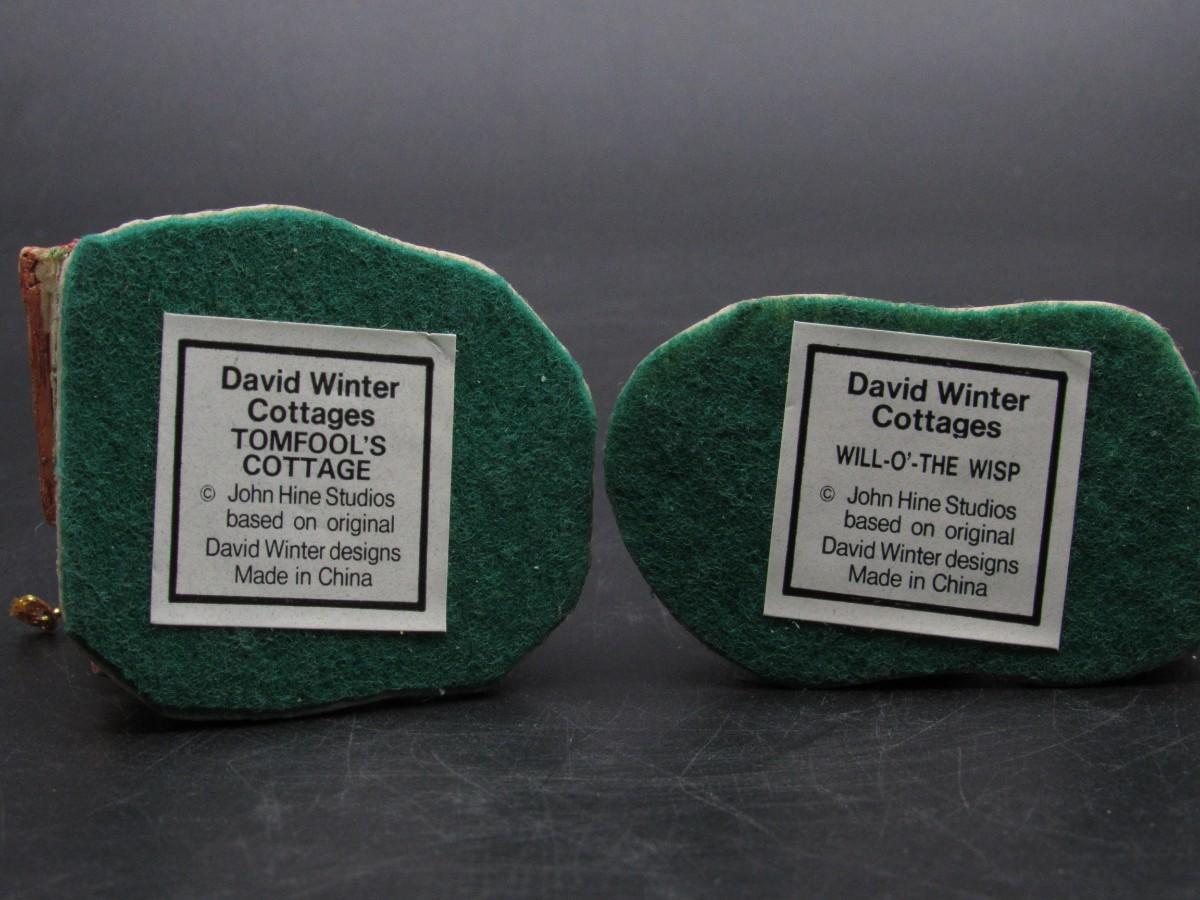 David Winter
Cottages
TOMFOOL'S
COTTAGE
© John Hine Studios
based on original
David Winter designs
Made in China
David Winter
Cottages
WILL-O'-THE WISP
© John Hine Studios
based on original
David Winter designs
Made in China